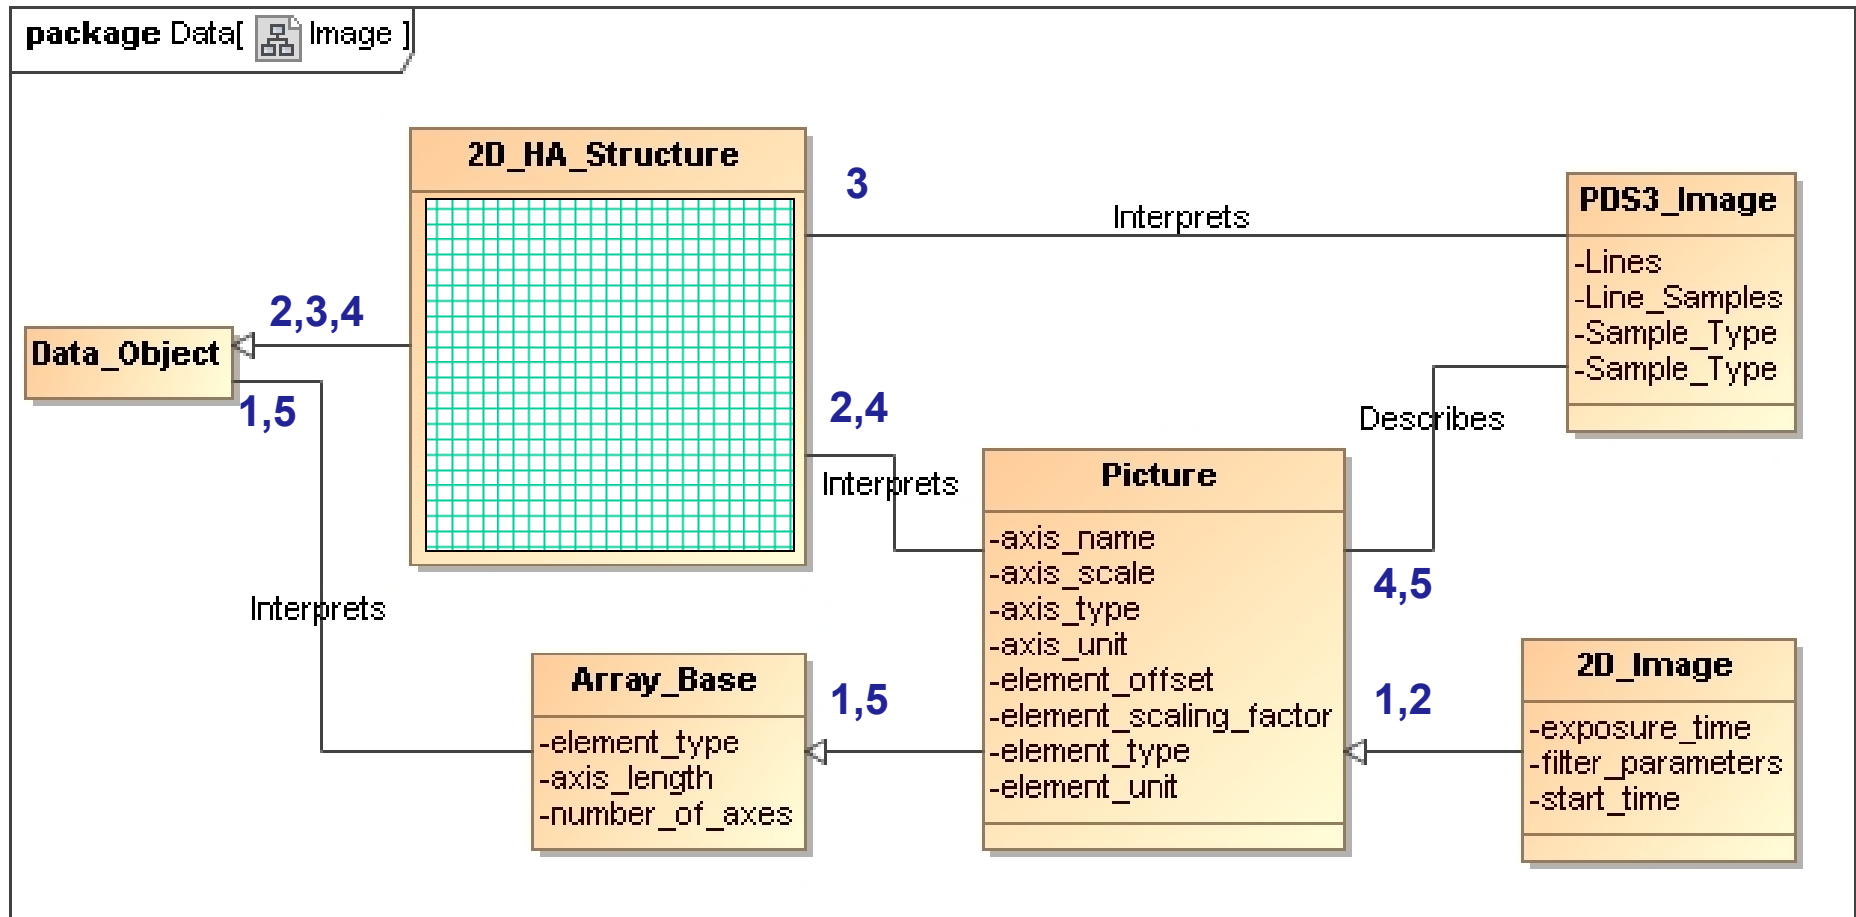 package Data[ Image ]
2D_HA_Structure
3
Interprets
PDS3_Image
-Lines
-Line_Samples
-Sample_Type
-Sample_Type
2,3,4
Data_Object
1,5
2,4
Interprets
Describes
4,5
Picture
-axis_name
-axis_scale
-axis_type
-axis_unit
-element_offset
-element_scaling_factor
-element_type
-element_unit
Interprets
Array_Base
-element_type
-axis_length
-number_of_axes
1,5
1,2
2D_Image
-exposure_time
-filter_parameters
-start_time